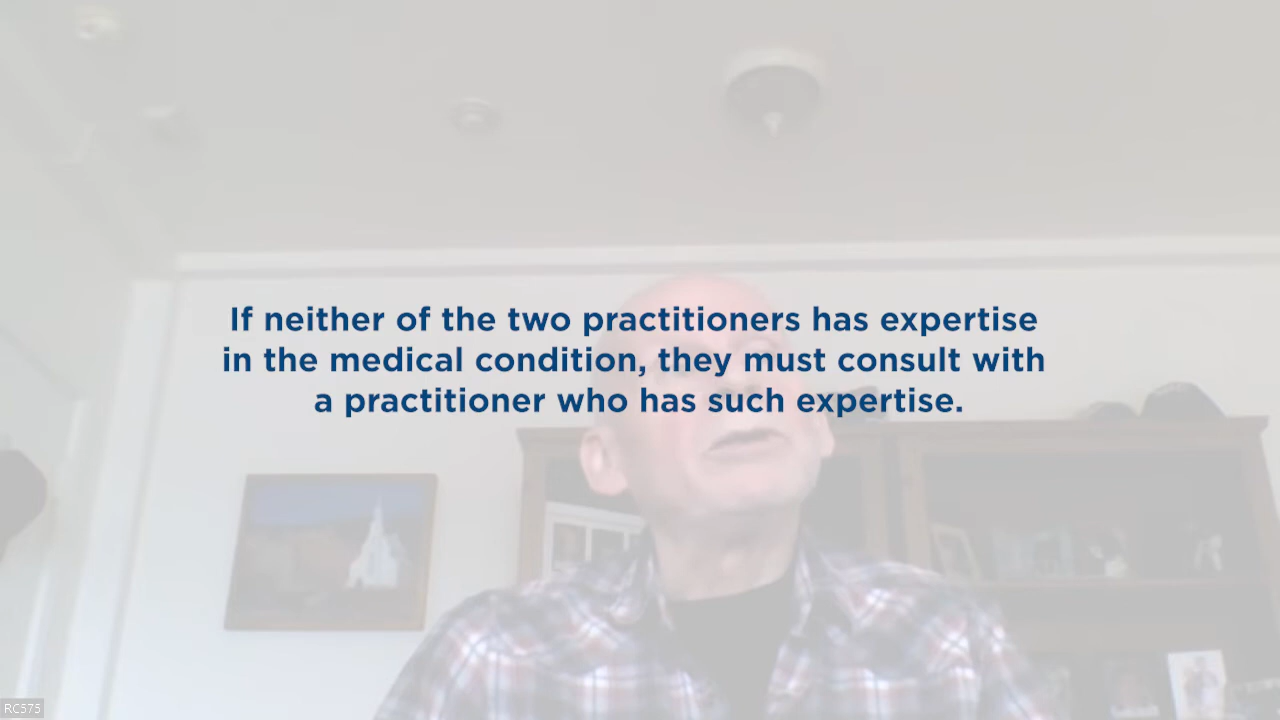 If neither of the two practitioners has expertise
in the medical condition, they must consult with
a practitioner who has such expertise.
RC575